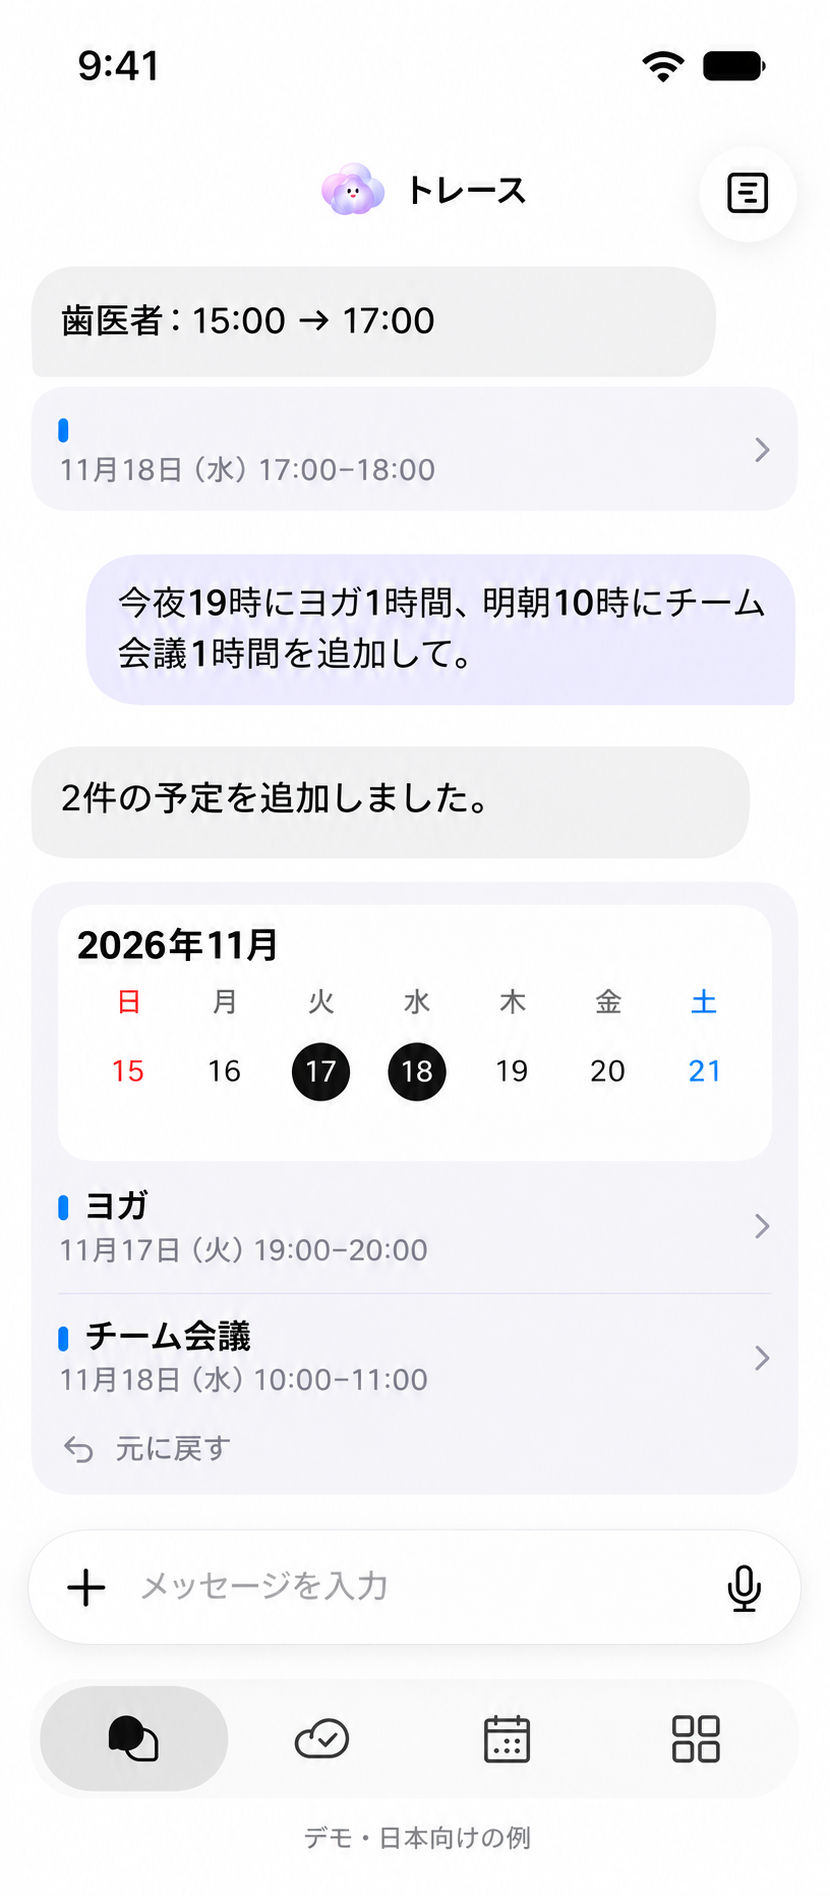 9:41
トレース
歯医者：15:00 → 17:00
11月18日（水）17:00–18:00
今夜19時にヨガ1時間、明朝10時にチーム
会議1時間を追加して。
2件の予定を追加しました。
2026年11月
日 月 火 水 木 金 土
15 16 17 18 19 20 21
ヨガ
11月17日（火）19:00–20:00
チーム会議
11月18日（水）10:00–11:00
元に戻す
メッセージを入力
デモ・日本向けの例